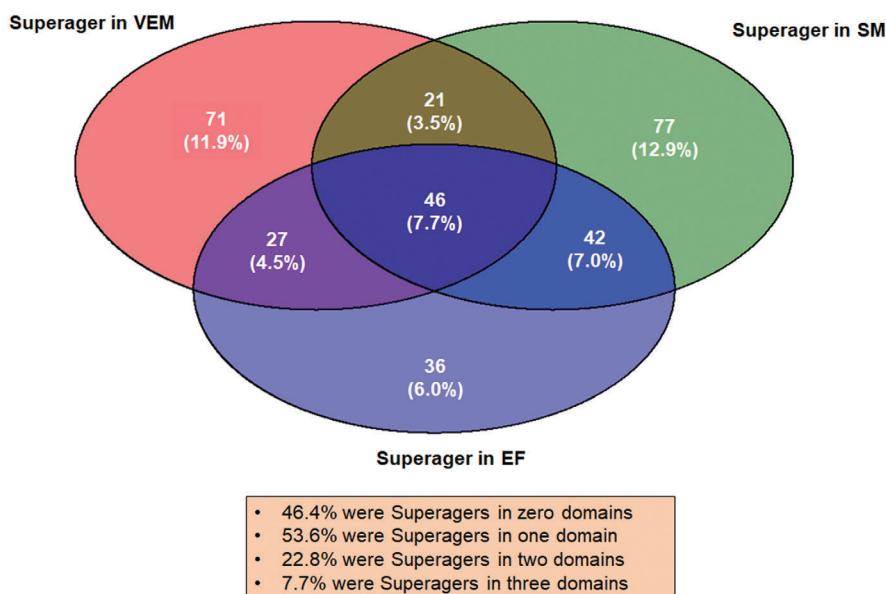 Superager in VEM
Superager in SM
71
(11.9%)
21
(3.5%)
77
(12.9%)
46
(7.7%)
27
(4.5%)
42
(7.0%)
36
(6.0%)
Superager in EF
• 46.4% were Superagers in zero domains
• 53.6% were Superagers in one domain
• 22.8% were Superagers in two domains
• 7.7% were Superagers in three domains